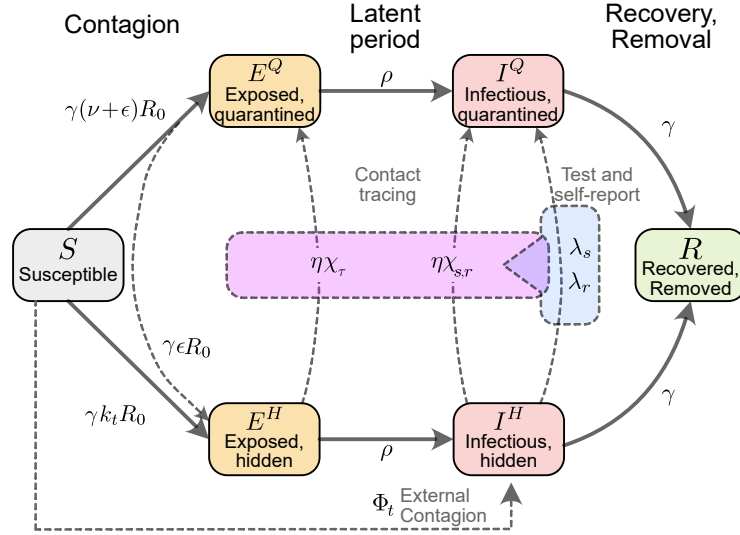 Contagion
Latent
period
Recovery,
Removal
E^Q
Exposed,
quarantined
ρ
I^Q
Infectious,
quarantined
γ(ν+ϵ)R_0
γ
Contact
tracing
Test and
self-report
S
Susceptible
ηχ_τ
ηχ_{s,r}
λ_s
λ_r
R
Recovered,
Removed
γϵR_0
γk_tR_0
E^H
Exposed,
hidden
ρ
I^H
Infectious,
hidden
γ
Φ_t External
Contagion